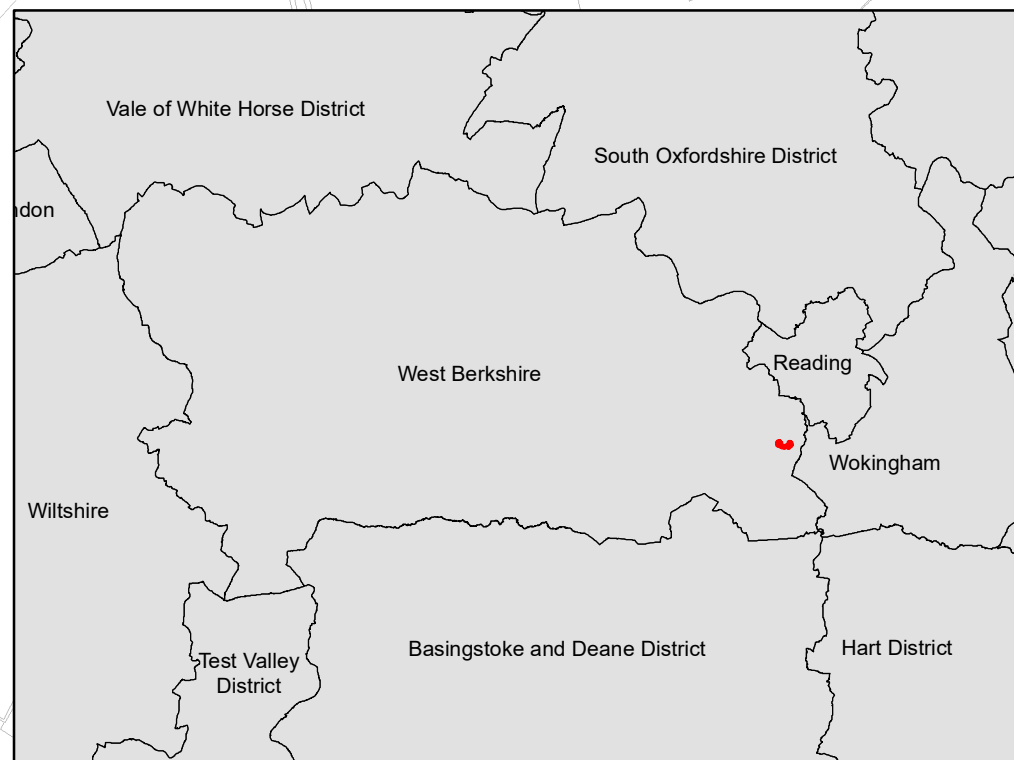 Vale of White Horse District
South Oxfordshire District
ndon
Reading
West Berkshire
Wokingham
Wiltshire
Basingstoke and Deane District
Hart District
Test Valley
District